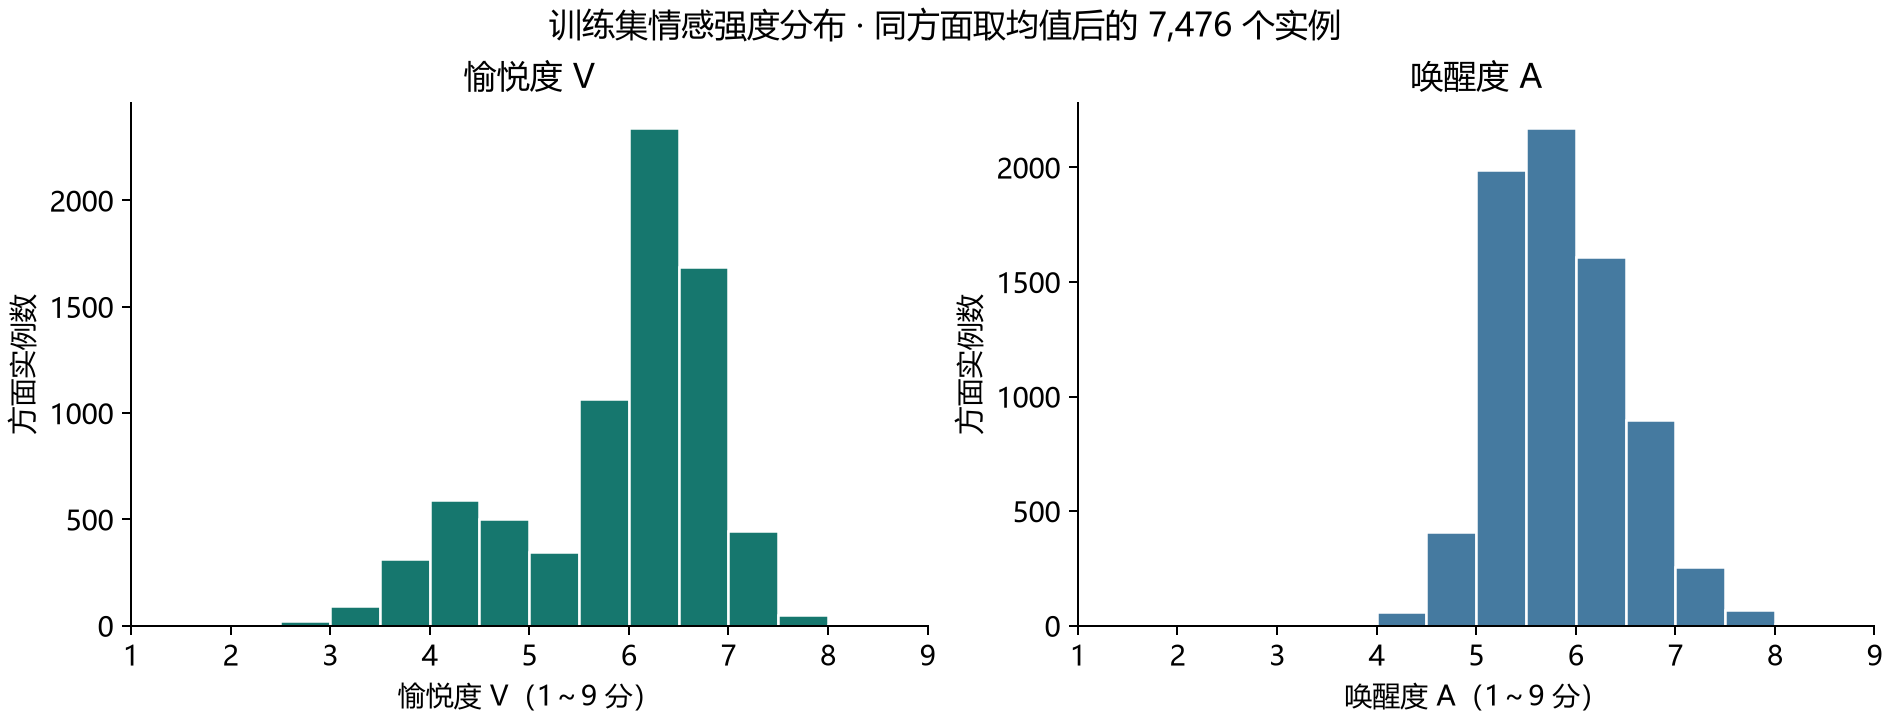 训练集情感强度分布 · 同方面取均值后的 7,476 个实例
愉悦度 V
方面实例数
2000
1500
1000
500
0
1 2 3 4 5 6 7 8 9
愉悦度 V（1～9 分）
唤醒度 A
方面实例数
2000
1500
1000
500
0
1 2 3 4 5 6 7 8 9
唤醒度 A（1～9 分）